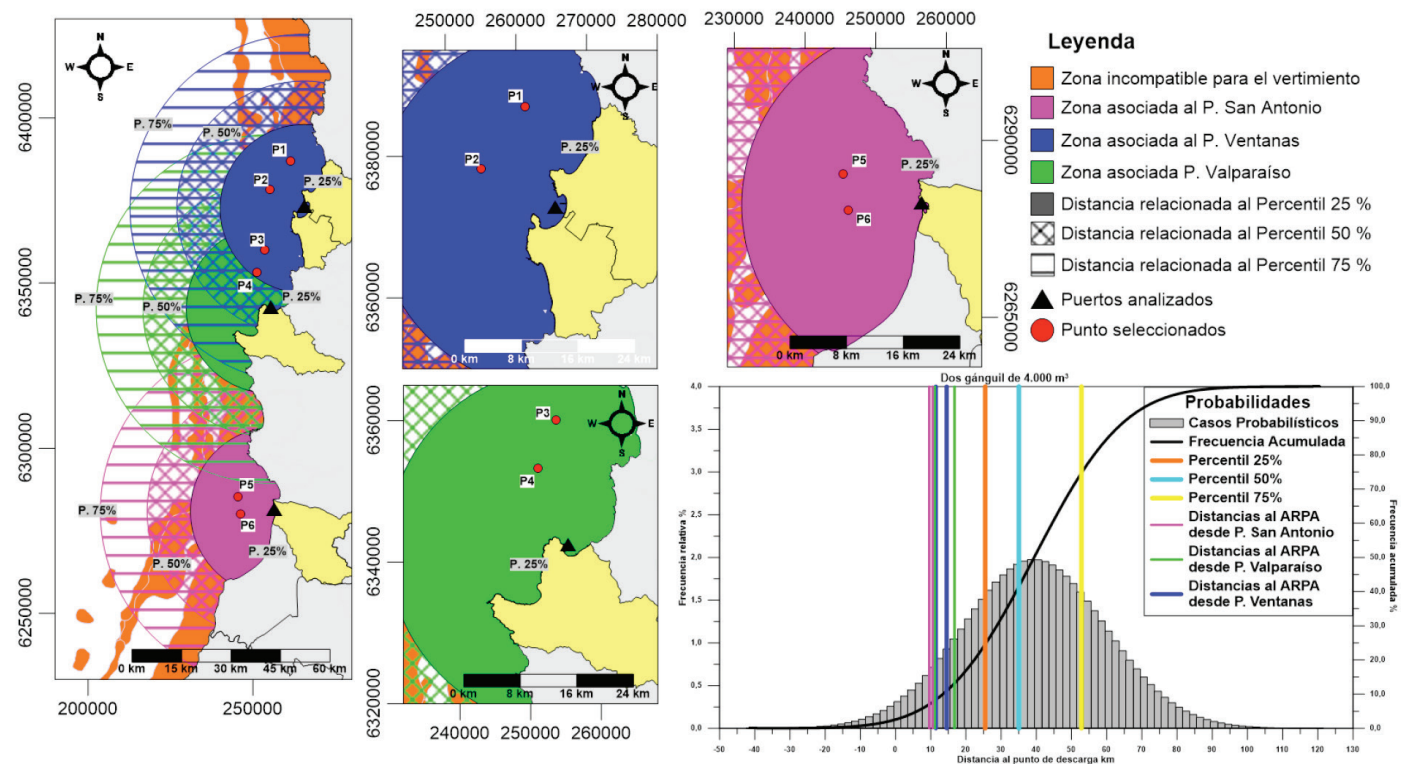 N
W
E
S
P. 75%
P. 50%
P1
P2
P. 25%
P3
P4
P. 75%
P. 50%
P. 25%
P5
P6
P. 75%
P. 50%
P. 25%
0 km
15 km
30 km
45 km
60 km
6400000
6350000
6300000
6250000
200000
250000
250000
260000
270000
280000
N
W
E
S
P1
P2
P. 25%
0 km
8 km
16 km
24 km
6380000
6360000
N
W
E
S
P3
P4
P. 25%
0 km
8 km
16 km
24 km
6360000
6340000
6320000
240000
250000
260000
230000
240000
250000
260000
N
W
E
S
P5
P. 25%
P6
0 km
8 km
16 km
24 km
6290000
Leyenda
Zona incompatible para el vertimiento
Zona asociada al P. San Antonio
Zona asociada al P. Ventanas
Zona asociada P. Valparaíso
Distancia relacionada al Percentil 25 %
Distancia relacionada al Percentil 50 %
Distancia relacionada al Percentil 75 %
Puertos analizados
Punto seleccionados
Dos gánguil de 4.000 m³
4,0
3,5
3,0
2,5
2,0
1,5
1,0
0,5
0,0
Frecuencia relativa %
Probabilidades
Casos Probabilísticos
Frecuencia Acumulada
Percentil 25%
Percentil 50%
Percentil 75%
Distancias al ARPA
desde P. San Antonio
Distancias al ARPA
desde P. Valparaíso
Distancias al ARPA
desde P. Ventanas
100,0
90,0
80,0
70,0
60,0
50,0
40,0
30,0
20,0
10,0
0,0
Frecuencia acumulada %
-50
-40
-30
-20
-10
0
10
20
30
40
50
60
70
80
90
100
110
120
130
Distancia al punto de descarga km